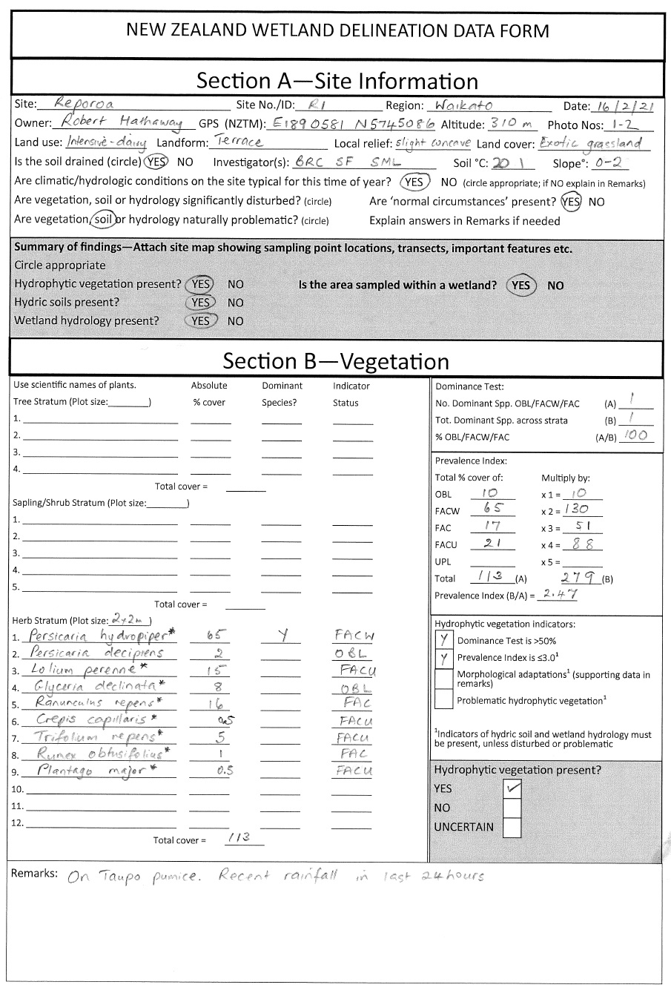 NEW ZEALAND WETLAND DELINEATION DATA FORM
Section A—Site Information
Site: Reporoa Site No./ID: R1 Region: Waikato Date: 16/2/21
Owner: Robert Hathaway GPS (NZTM): E1890581 N5745086 Altitude: 310 m Photo Nos: 1-2
Land use: Intensive-dairy Landform: Terrace Local relief: slight concave Land cover: Exotic grassland
Is the soil drained (circle) YES NO Investigator(s): BRC SF SML Soil °C: 20.1 Slope°: 0-2
Are climatic/hydrologic conditions on the site typical for this time of year? YES NO (circle appropriate; if NO explain in Remarks)
Are vegetation, soil or hydrology significantly disturbed? (circle) Are 'normal circumstances' present? YES NO
Are vegetation, soil or hydrology naturally problematic? (circle) Explain answers in Remarks if needed
Summary of findings—Attach site map showing sampling point locations, transects, important features etc.
Circle appropriate
Hydrophytic vegetation present? YES NO Is the area sampled within a wetland? YES NO
Hydric soils present? YES NO
Wetland hydrology present? YES NO
Section B—Vegetation
Use scientific names of plants. Absolute Dominant Indicator
Tree Stratum (Plot size:________) % cover Species? Status
1.
2.
3.
4.
Total cover =
Sapling/Shrub Stratum (Plot size:________)
1.
2.
3.
4.
5.
Total cover =
Herb Stratum (Plot size: 2x2m)
1. Persicaria hydropiper* 65 Y FACW
2. Persicaria decipiens 2 OBL
3. Lolium perenne* 15 FACU
4. Glyceria declinata* 8 OBL
5. Ranunculus repens* 16 FAC
6. Crepis capillaris* 0.5 FACU
7. Trifolium repens* 5 FACU
8. Rumex obtusifolius* 1 FAC
9. Plantago major* 0.5 FACU
10.
11.
12.
Total cover = 113
Dominance Test:
No. Dominant Spp. OBL/FACW/FAC (A) 1
Tot. Dominant Spp. across strata (B) 1
% OBL/FACW/FAC (A/B) 100
Prevalence Index:
Total % cover of: Multiply by:
OBL 10 x 1 = 10
FACW 65 x 2 = 130
FAC 17 x 3 = 51
FACU 21 x 4 = 88
UPL x 5 =
Total 113 (A) 279 (B)
Prevalence Index (B/A) = 2.47
Hydrophytic vegetation indicators:
Y Dominance Test is >50%
Y Prevalence Index is ≤3.0¹
Morphological adaptations¹ (supporting data in
remarks)
Problematic hydrophytic vegetation¹
¹Indicators of hydric soil and wetland hydrology must
be present, unless disturbed or problematic
Hydrophytic vegetation present?
YES ✓
NO
UNCERTAIN
Remarks: On Taupo pumice. Recent rainfall in last 24 hours